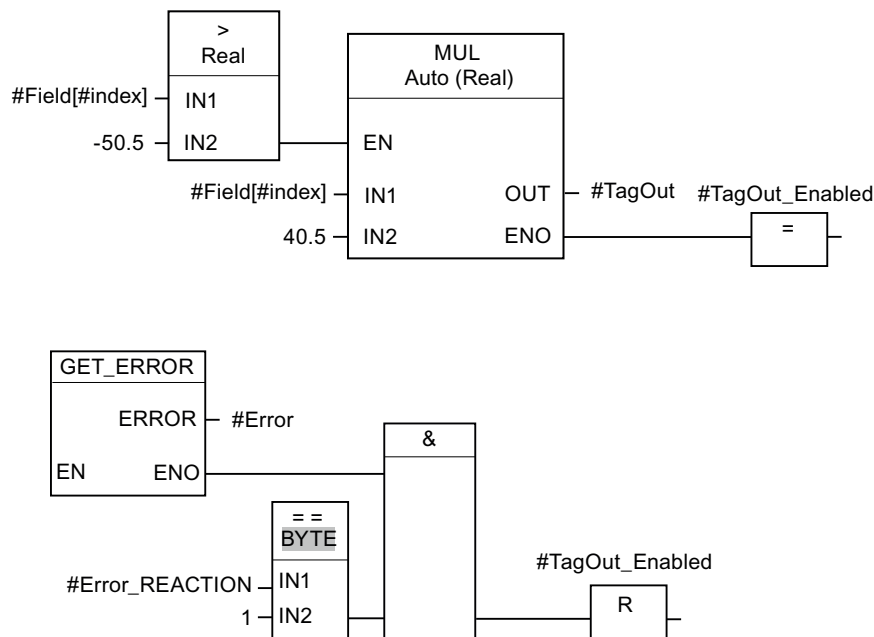 >
Real
#Field[#index]
IN1
-50.5
IN2
MUL
Auto (Real)
EN
#Field[#index]
IN1
OUT
#TagOut
#TagOut_Enabled
40.5
IN2
ENO
=
GET_ERROR
ERROR
#Error
EN
ENO
&
= =
BYTE
#Error_REACTION
IN1
1
IN2
#TagOut_Enabled
R